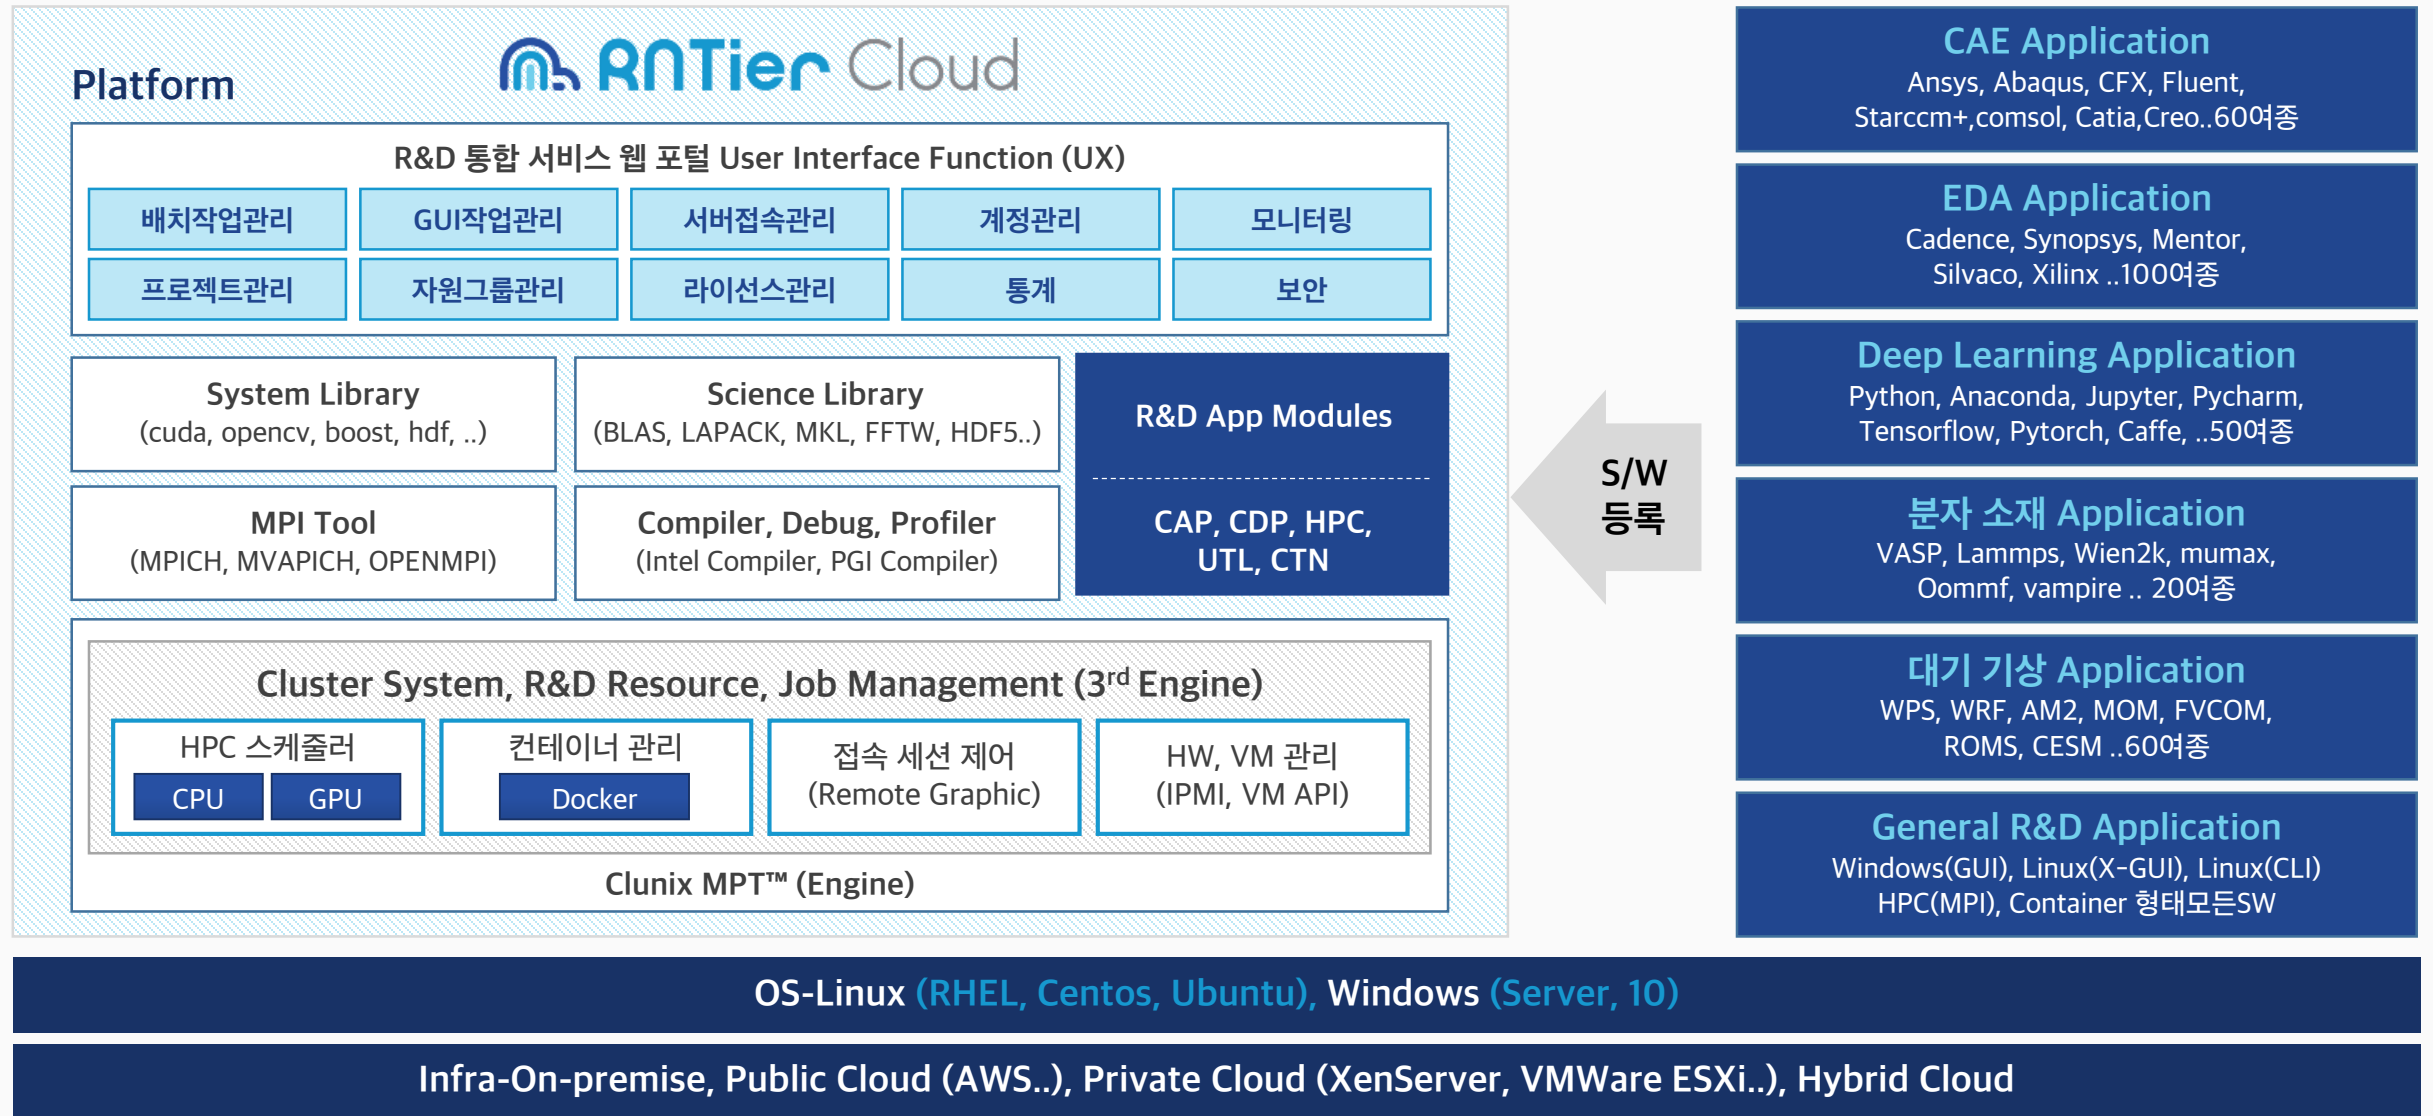 Platform
RNTier Cloud
R&D 통합 서비스 웹 포털 User Interface Function (UX)
배치작업관리
GUI작업관리
서버접속관리
계정관리
모니터링
프로젝트관리
자원그룹관리
라이선스관리
통계
보안
System Library
(cuda, opencv, boost, hdf, ..)
Science Library
(BLAS, LAPACK, MKL, FFTW, HDF5..)
R&D App Modules
CAP, CDP, HPC,
UTL, CTN
MPI Tool
(MPICH, MVAPICH, OPENMPI)
Compiler, Debug, Profiler
(Intel Compiler, PGI Compiler)
Cluster System, R&D Resource, Job Management (3rd Engine)
HPC 스케줄러
CPU
GPU
컨테이너 관리
Docker
접속 세션 제어
(Remote Graphic)
HW, VM 관리
(IPMI, VM API)
Clunix MPT™ (Engine)
S/W
등록
CAE Application
Ansys, Abaqus, CFX, Fluent,
Starccm+,comsol, Catia,Creo..60여종
EDA Application
Cadence, Synopsys, Mentor,
Silvaco, Xilinx ..100여종
Deep Learning Application
Python, Anaconda, Jupyter, Pycharm,
Tensorflow, Pytorch, Caffe, ..50여종
분자 소재 Application
VASP, Lammps, Wien2k, mumax,
Oommf, vampire .. 20여종
대기 기상 Application
WPS, WRF, AM2, MOM, FVCOM,
ROMS, CESM ..60여종
General R&D Application
Windows(GUI), Linux(X-GUI), Linux(CLI)
HPC(MPI), Container 형태모든SW
OS-Linux (RHEL, Centos, Ubuntu), Windows (Server, 10)
Infra-On-premise, Public Cloud (AWS..), Private Cloud (XenServer, VMWare ESXi..), Hybrid Cloud